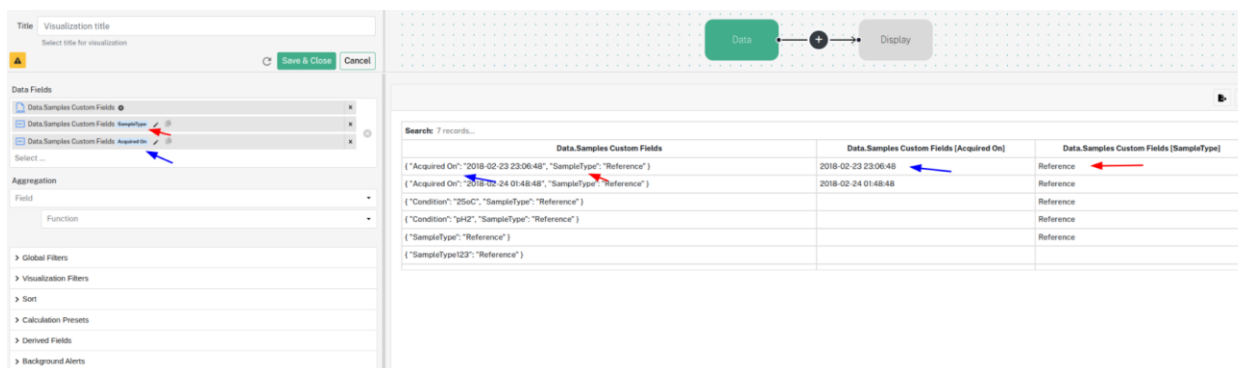 Title Visualization title
Select title for visualization
Save & Close Cancel
Data Fields
Data.Samples Custom Fields x
Data.Samples Custom Fields SampleType x
Data.Samples Custom Fields Acquired On x
Select ...
Aggregation
Field
Function
> Global Filters
> Visualization Filters
> Sort
> Calculation Presets
> Derived Fields
> Background Alerts
Data + Display
Search: 7 records...
Data.Samples Custom Fields Data.Samples Custom Fields [Acquired On] Data.Samples Custom Fields [SampleType]
{ "Acquired On": "2018-02-23 23:06:48", "SampleType": "Reference" } 2018-02-23 23:06:48 Reference
{ "Acquired On": "2018-02-24 01:48:48", "SampleType": "Reference" } 2018-02-24 01:48:48 Reference
{ "Condition": "25oC", "SampleType": "Reference" } Reference
{ "Condition": "pH2", "SampleType": "Reference" } Reference
{ "SampleType": "Reference" } Reference
{ "SampleType123": "Reference" }